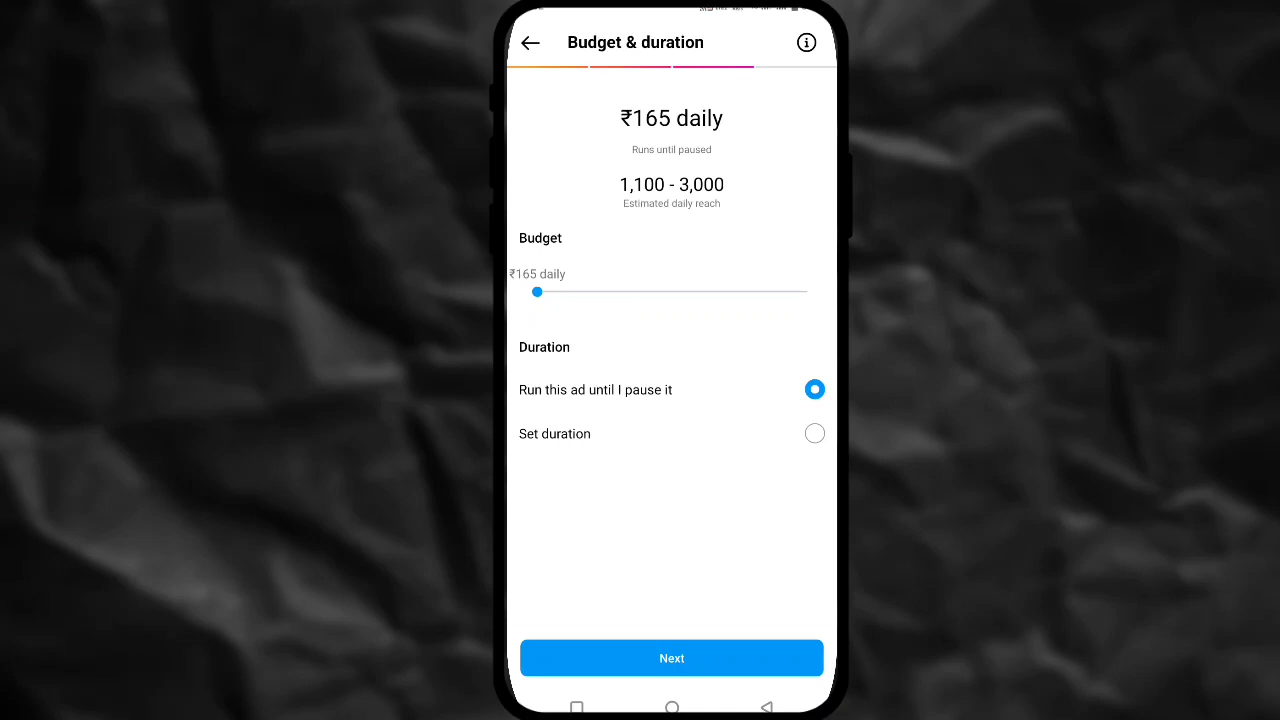 Budget & duration
₹165 daily
Runs until paused
1,100 - 3,000
Estimated daily reach
Budget
₹165 daily
Duration
Run this ad until I pause it
Set duration
Next